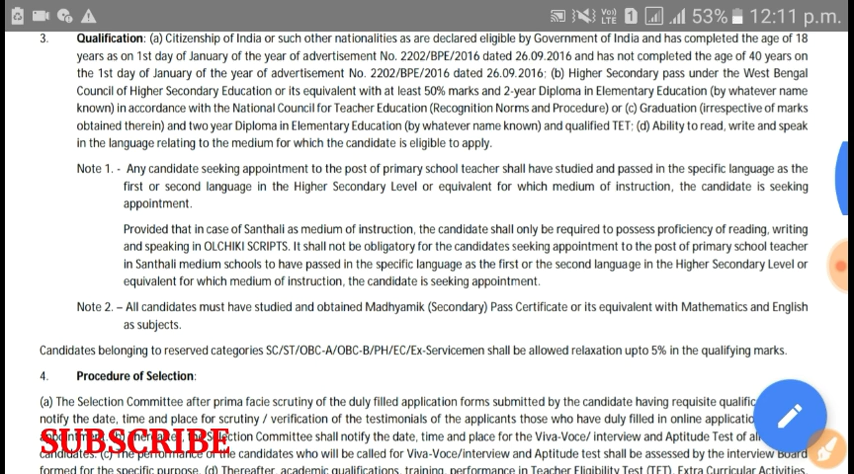 53% 12:11 p.m.
3. Qualification: (a) Citizenship of India or such other nationalities as are declared eligible by Government of India and has completed the age of 18
years as on 1st day of January of the year of advertisement No. 2202/BPE/2016 dated 26.09.2016 and has not completed the age of 40 years on
the 1st day of January of the year of advertisement No. 2202/BPE/2016 dated 26.09.2016; (b) Higher Secondary pass under the West Bengal
Council of Higher Secondary Education or its equivalent with at least 50% marks and 2-year Diploma in Elementary Education (by whatever name
known) in accordance with the National Council for Teacher Education (Recognition Norms and Procedure) or (c) Graduation (irrespective of marks
obtained therein) and two year Diploma in Elementary Education (by whatever name known) and qualified TET; (d) Ability to read, write and speak
in the language relating to the medium for which the candidate is eligible to apply.
Note 1. - Any candidate seeking appointment to the post of primary school teacher shall have studied and passed in the specific language as the
first or second language in the Higher Secondary Level or equivalent for which medium of instruction, the candidate is seeking
appointment.
Provided that in case of Santhali as medium of instruction, the candidate shall only be required to possess proficiency of reading, writing
and speaking in OLCHIKI SCRIPTS. It shall not be obligatory for the candidates seeking appointment to the post of primary school teacher
in Santhali medium schools to have passed in the specific language as the first or the second language in the Higher Secondary Level or
equivalent for which medium of instruction, the candidate is seeking appointment.
Note 2. – All candidates must have studied and obtained Madhyamik (Secondary) Pass Certificate or its equivalent with Mathematics and English
as subjects.
Candidates belonging to reserved categories SC/ST/OBC-A/OBC-B/PH/EC/Ex-Servicemen shall be allowed relaxation upto 5% in the qualifying marks.
4. Procedure of Selection:
(a) The Selection Committee after prima facie scrutiny of the duly filled application forms submitted by the candidate having requisite
notify the date, time and place for scrutiny / verification of the testimonials of the applicants those who have duly filled in online
SUBSCRIBE
Committee shall notify the date, time and place for the Viva-Voce/ interview and Aptitude Test of
candidates. (c) The performance of the candidates who will be called for Viva-Voce/interview and Aptitude test shall be assessed by the interview Board
formed for the specific purpose. (d) Thereafter, academic qualifications, training, performance in Teacher Eligibility Test (TET), Extra Curricular Activities,